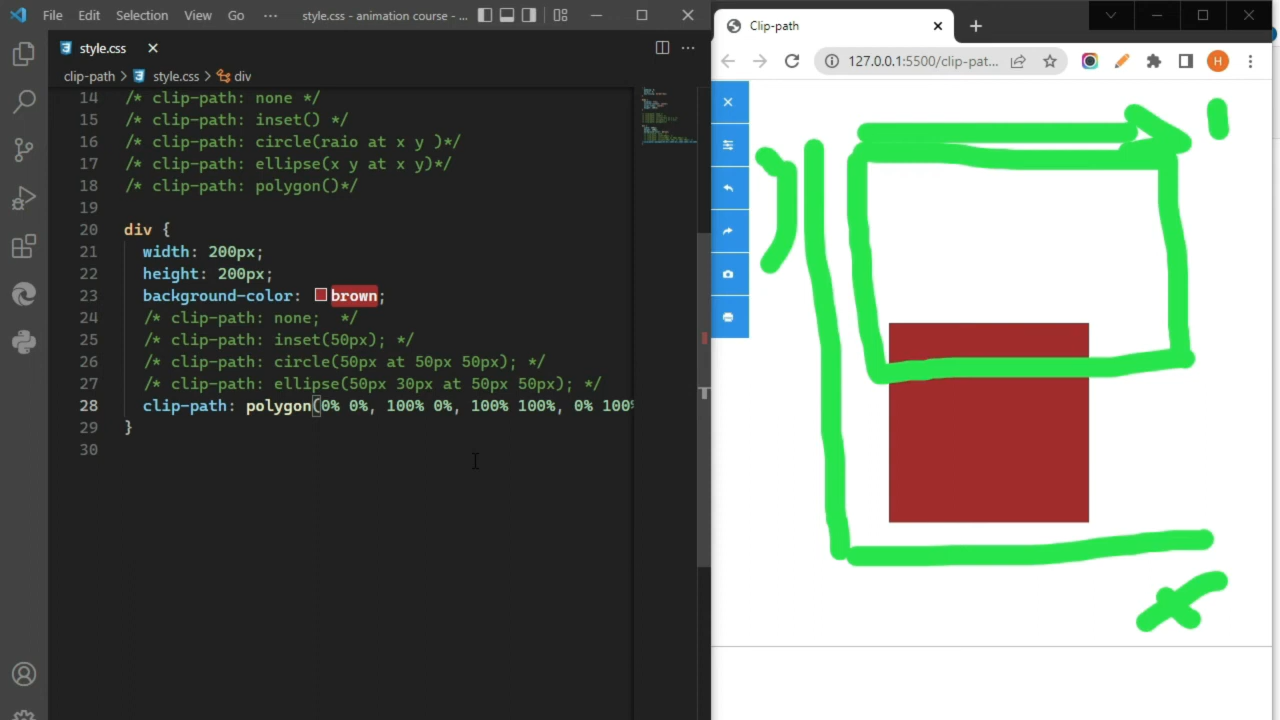 File Edit Selection View Go ··· style.css - animation course - ...
style.css
clip-path > style.css > div
14 /* clip-path: none */
15 /* clip-path: inset() */
16 /* clip-path: circle(raio at x y )*/
17 /* clip-path: ellipse(x y at x y)*/
18 /* clip-path: polygon()*/
19
20 div {
21 width: 200px;
22 height: 200px;
23 background-color: brown;
24 /* clip-path: none;  */
25 /* clip-path: inset(50px); */
26 /* clip-path: circle(50px at 50px 50px); */
27 /* clip-path: ellipse(50px 30px at 50px 50px); */
28 clip-path: polygon(0% 0%, 100% 0%, 100% 100%, 0% 100%
29 }
30
Clip-path
127.0.0.1:5500/clip-pat...
H